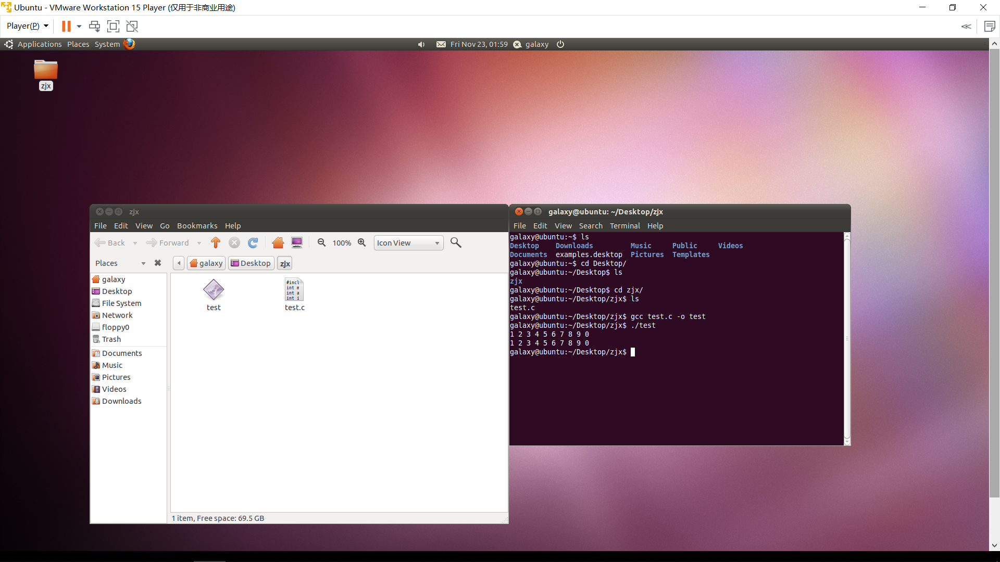 Ubuntu - VMware Workstation 15 Player (仅用于非商业用途)
Player(P)
Applications Places System
Fri Nov 23, 01:59 galaxy
zjx
zjx
File Edit View Go Bookmarks Help
Back Forward 100% Icon View
Places galaxy Desktop zjx
galaxy
Desktop
File System
Network
floppy0
Trash
Documents
Music
Pictures
Videos
Downloads
#incl
int m
int a
int i
test test.c
1 item, Free space: 69.5 GB
galaxy@ubuntu: ~/Desktop/zjx
File Edit View Search Terminal Help
galaxy@ubuntu:~$ ls
Desktop Downloads Music Public Videos
Documents examples.desktop Pictures Templates
galaxy@ubuntu:~$ cd Desktop/
galaxy@ubuntu:~/Desktop$ ls
zjx
galaxy@ubuntu:~/Desktop$ cd zjx/
galaxy@ubuntu:~/Desktop/zjx$ ls
test.c
galaxy@ubuntu:~/Desktop/zjx$ gcc test.c -o test
galaxy@ubuntu:~/Desktop/zjx$ ./test
1 2 3 4 5 6 7 8 9 0
1 2 3 4 5 6 7 8 9 0
galaxy@ubuntu:~/Desktop/zjx$